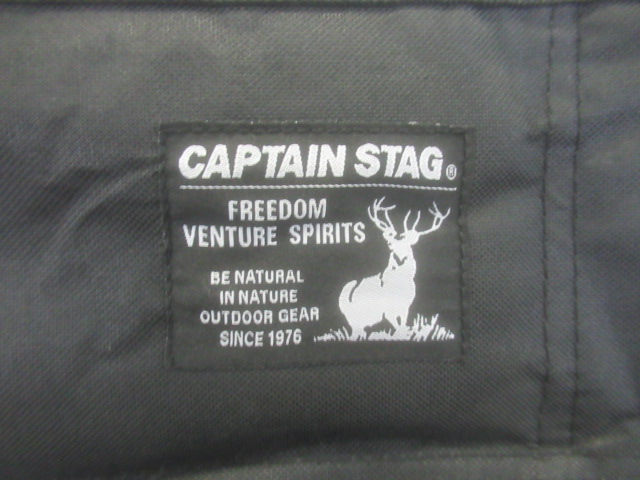 CAPTAIN STAG®
FREEDOM
VENTURE SPIRITS
BE NATURAL
IN NATURE
OUTDOOR GEAR
SINCE 1976